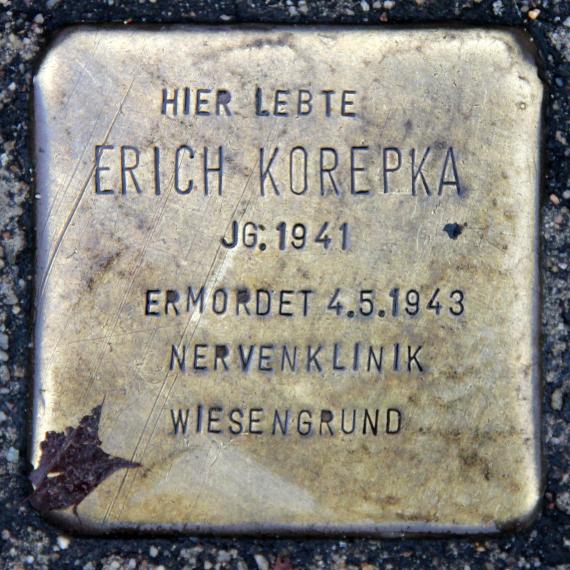 HIER LEBTE
ERICH KOREPKA
JG. 1941
ERMORDET 4.5.1943
NERVENKLINIK
WIESENGRUND